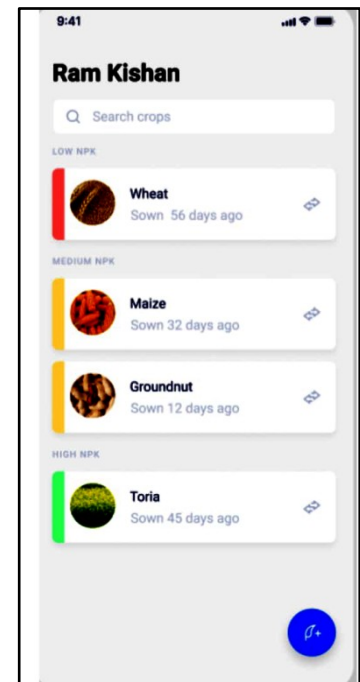 9:41
Ram Kishan
Search crops
LOW NPK
Wheat
Sown 56 days ago
MEDIUM NPK
Maize
Sown 32 days ago
Groundnut
Sown 12 days ago
HIGH NPK
Toria
Sown 45 days ago